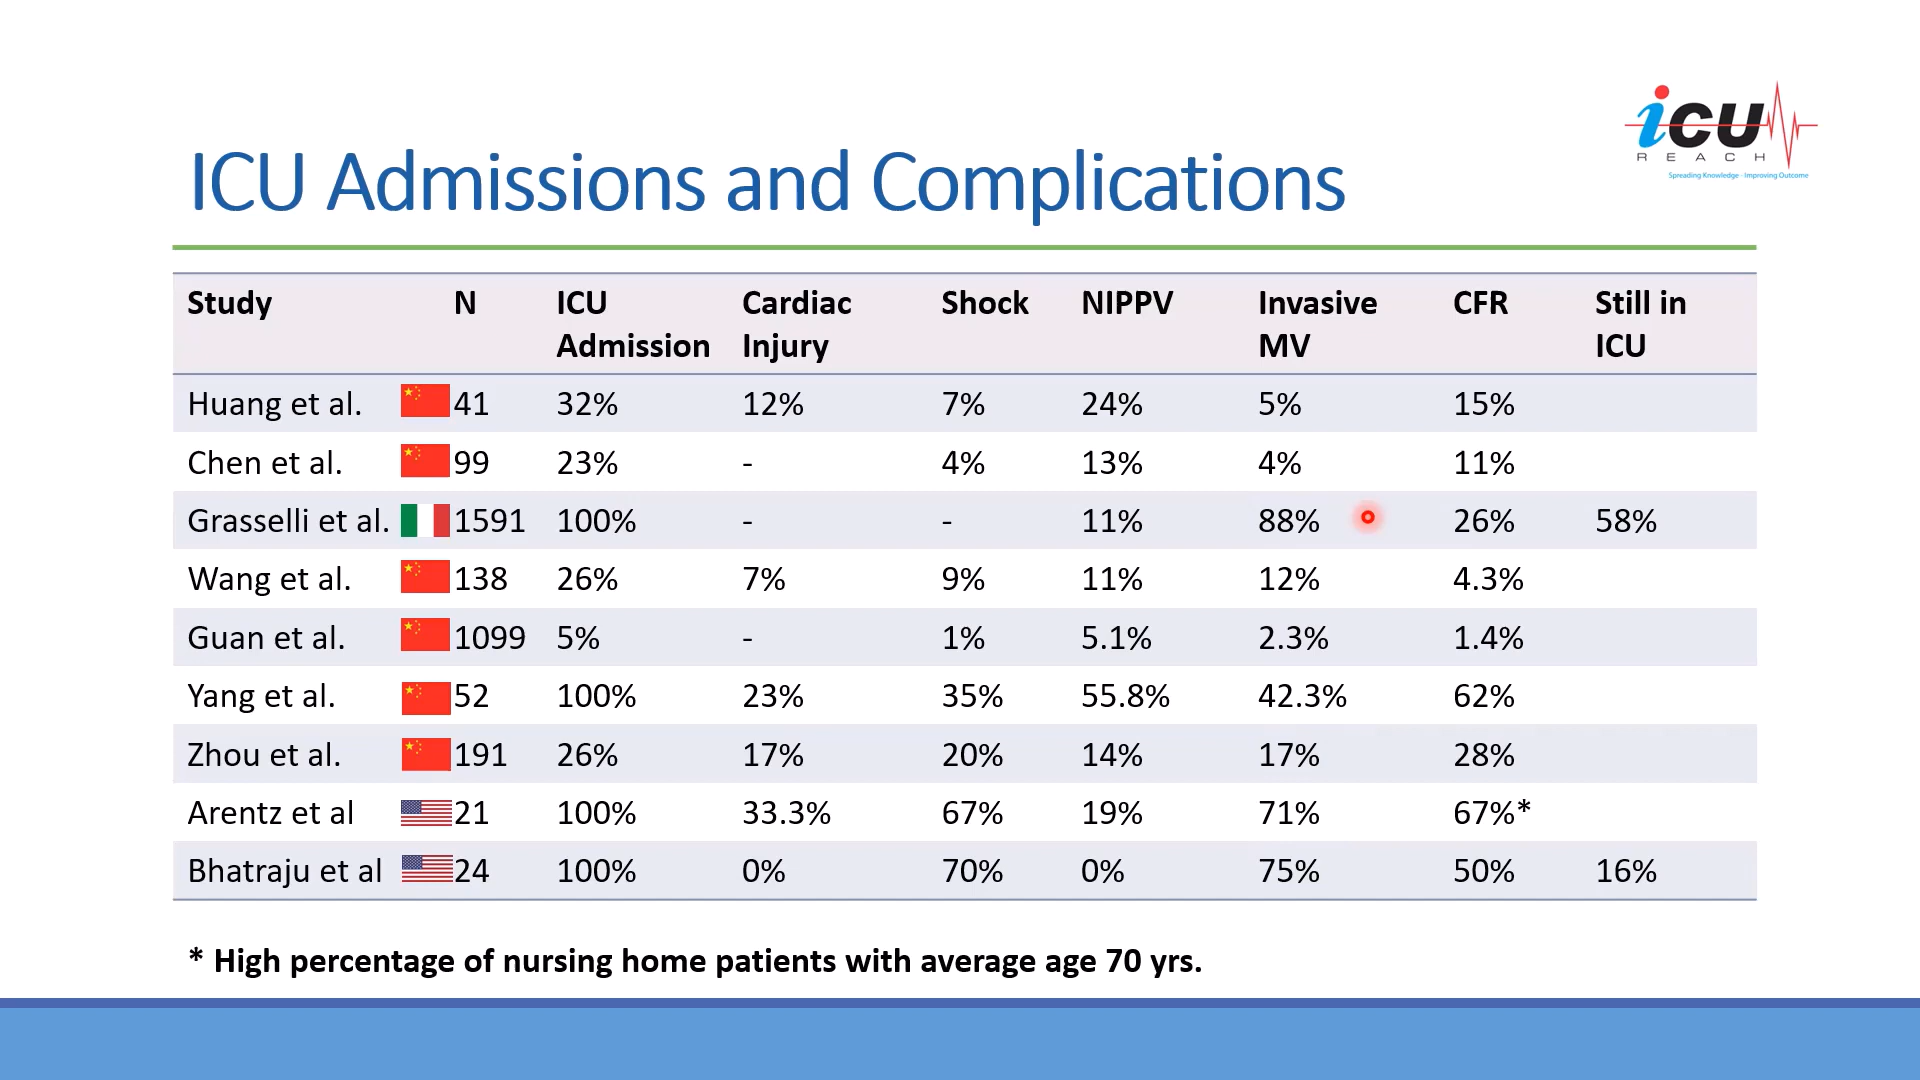 icu
REACH
Spreading Knowledge - Improving Outcome
ICU Admissions and Complications
Study N ICU Admission Cardiac Injury Shock NIPPV Invasive MV CFR Still in ICU
Huang et al. 41 32% 12% 7% 24% 5% 15%
Chen et al. 99 23% - 4% 13% 4% 11%
Grasselli et al. 1591 100% - - 11% 88% 26% 58%
Wang et al. 138 26% 7% 9% 11% 12% 4.3%
Guan et al. 1099 5% - 1% 5.1% 2.3% 1.4%
Yang et al. 52 100% 23% 35% 55.8% 42.3% 62%
Zhou et al. 191 26% 17% 20% 14% 17% 28%
Arentz et al 21 100% 33.3% 67% 19% 71% 67%*
Bhatraju et al 24 100% 0% 70% 0% 75% 50% 16%
* High percentage of nursing home patients with average age 70 yrs.